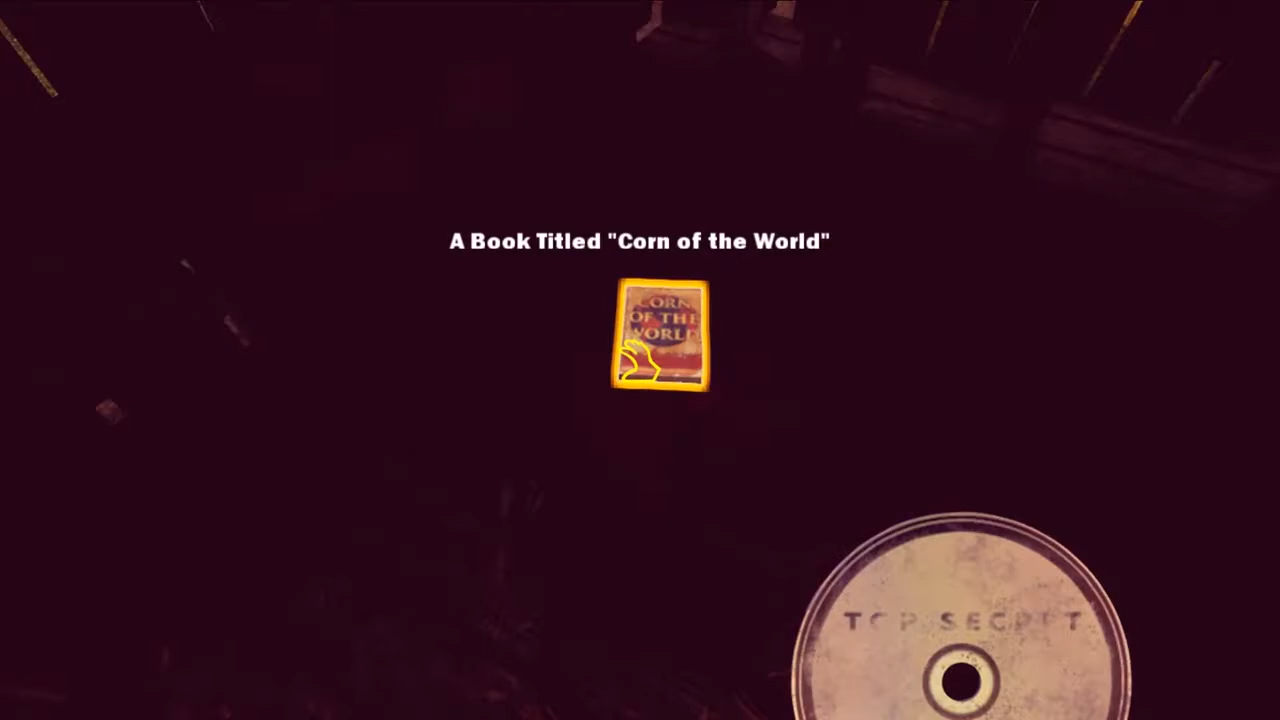 A Book Titled "Corn of the World"
CORN
OF THE
WORLD
TOP SECRET